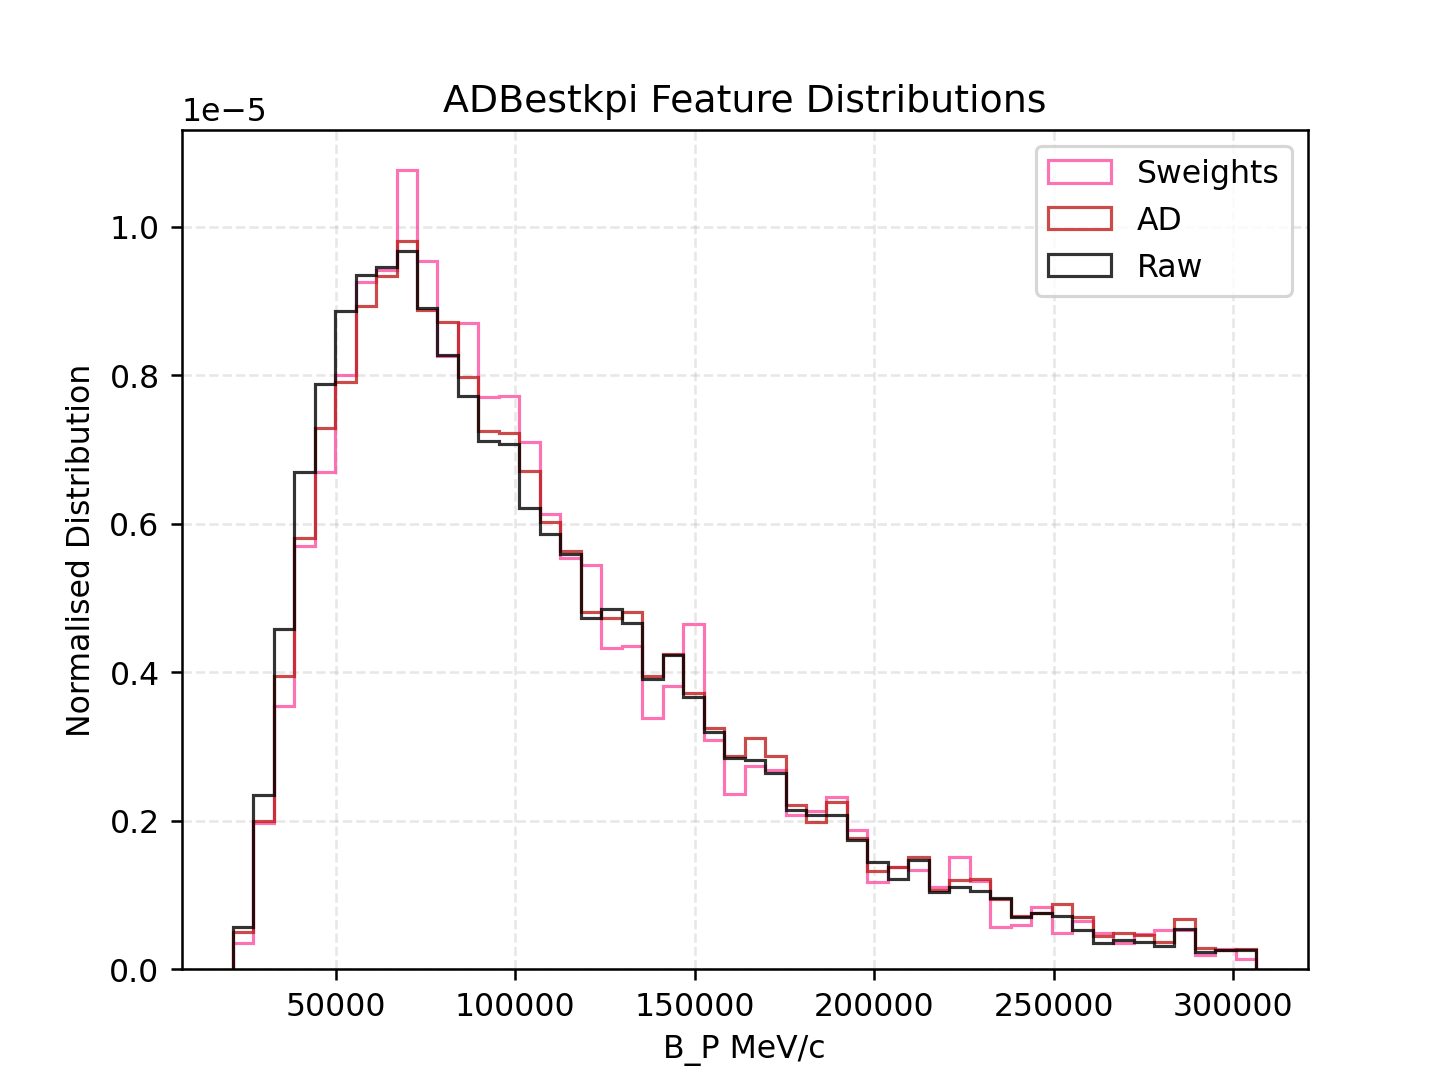 ADBestkpi Feature Distributions
1e−5
Sweights
AD
Raw
1.0
0.8
0.6
0.4
0.2
0.0
Normalised Distribution
50000 100000 150000 200000 250000 300000
B_P MeV/c